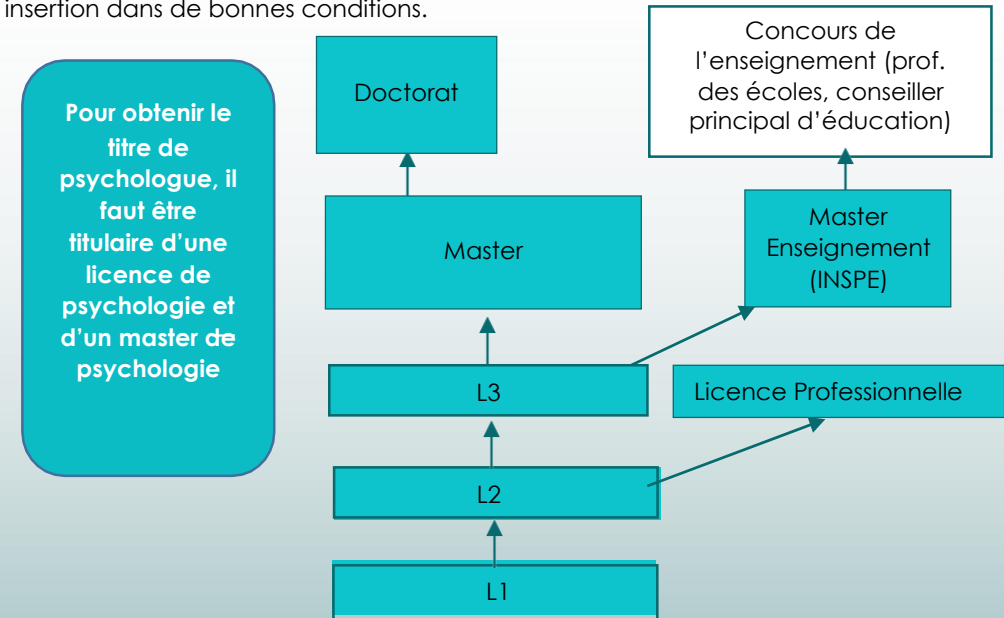 insertion dans de bonnes conditions.
Pour obtenir le
titre de
psychologue, il
faut être
titulaire d’une
licence de
psychologie et
d’un master de
psychologie
Doctorat
Concours de
l’enseignement (prof.
des écoles, conseiller
principal d’éducation)
Master
Master
Enseignement
(INSPE)
L3
Licence Professionnelle
L2
L1